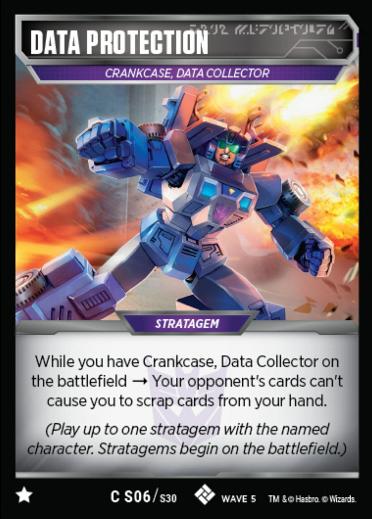 DATA PROTECTION
CRANKCASE, DATA COLLECTOR
STRATAGEM
While you have Crankcase, Data Collector on
the battlefield → Your opponent's cards can't
cause you to scrap cards from your hand.
(Play up to one stratagem with the named
character. Stratagems begin on the battlefield.)
C S06/S30 WAVE 5 TM & © Hasbro. © Wizards.